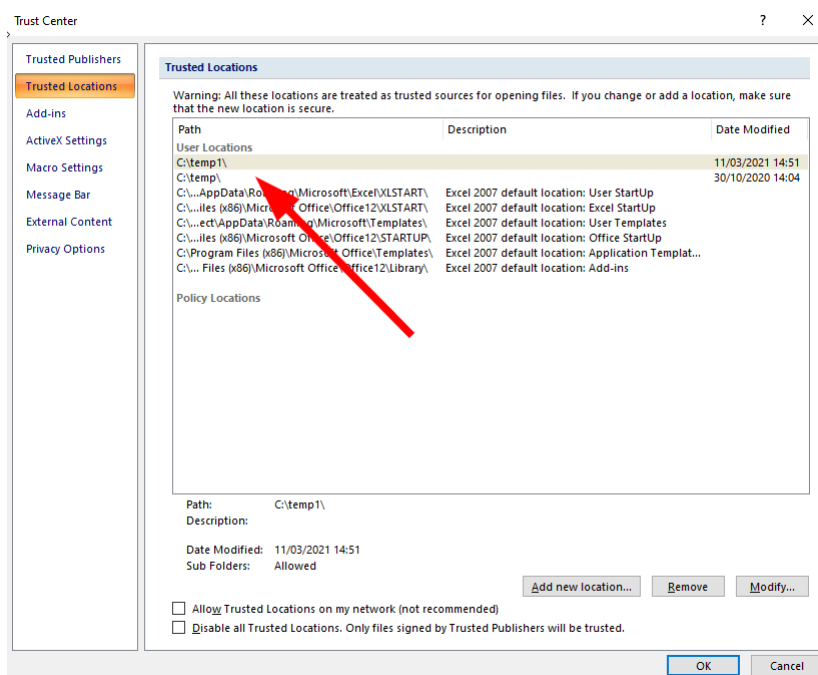 Trust Center
Trusted Publishers
Trusted Locations
Add-ins
ActiveX Settings
Macro Settings
Message Bar
External Content
Privacy Options
Trusted Locations
Warning: All these locations are treated as trusted sources for opening files. If you change or add a location, make sure
that the new location is secure.
Path Description Date Modified
User Locations
C:\temp1\ 11/03/2021 14:51
C:\temp\ 30/10/2020 14:04
C:\...AppData\Roaming\Microsoft\Excel\XLSTART\ Excel 2007 default location: User StartUp
C:\...iles (x86)\Microsoft Office\Office12\XLSTART\ Excel 2007 default location: Excel StartUp
C:\...ect\AppData\Roaming\Microsoft\Templates\ Excel 2007 default location: User Templates
C:\...iles (x86)\Microsoft Office\Office12\STARTUP\ Excel 2007 default location: Office StartUp
C:\Program Files (x86)\Microsoft Office\Templates\ Excel 2007 default location: Application Templat...
C:\... Files (x86)\Microsoft Office\Office12\Library\ Excel 2007 default location: Add-ins
Policy Locations
Path: C:\temp1\
Description:
Date Modified: 11/03/2021 14:51
Sub Folders: Allowed
Add new location... Remove Modify...
Allow Trusted Locations on my network (not recommended)
Disable all Trusted Locations. Only files signed by Trusted Publishers will be trusted.
OK Cancel